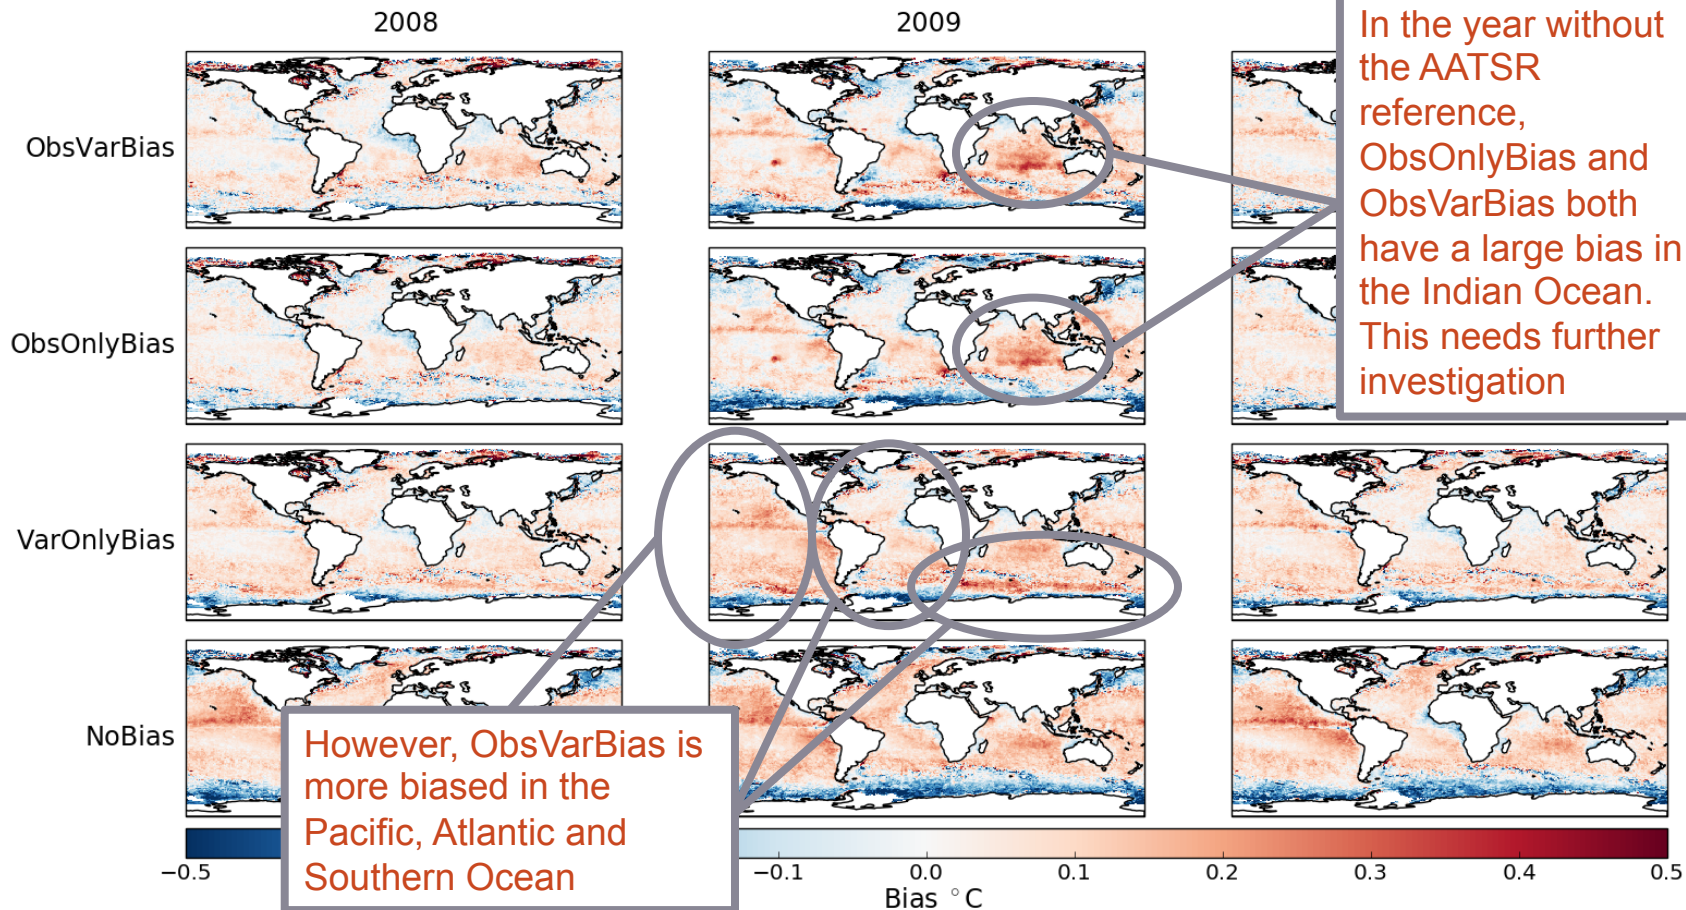 2008
2009
In the year without
the AATSR
reference,
ObsOnlyBias and
ObsVarBias both
have a large bias in
the Indian Ocean.
This needs further
investigation
ObsVarBias
ObsOnlyBias
VarOnlyBias
NoBias
However, ObsVarBias is
more biased in the
Pacific, Atlantic and
Southern Ocean
−0.5
−0.1
0.0
0.1
0.2
0.3
0.4
0.5
Bias °C